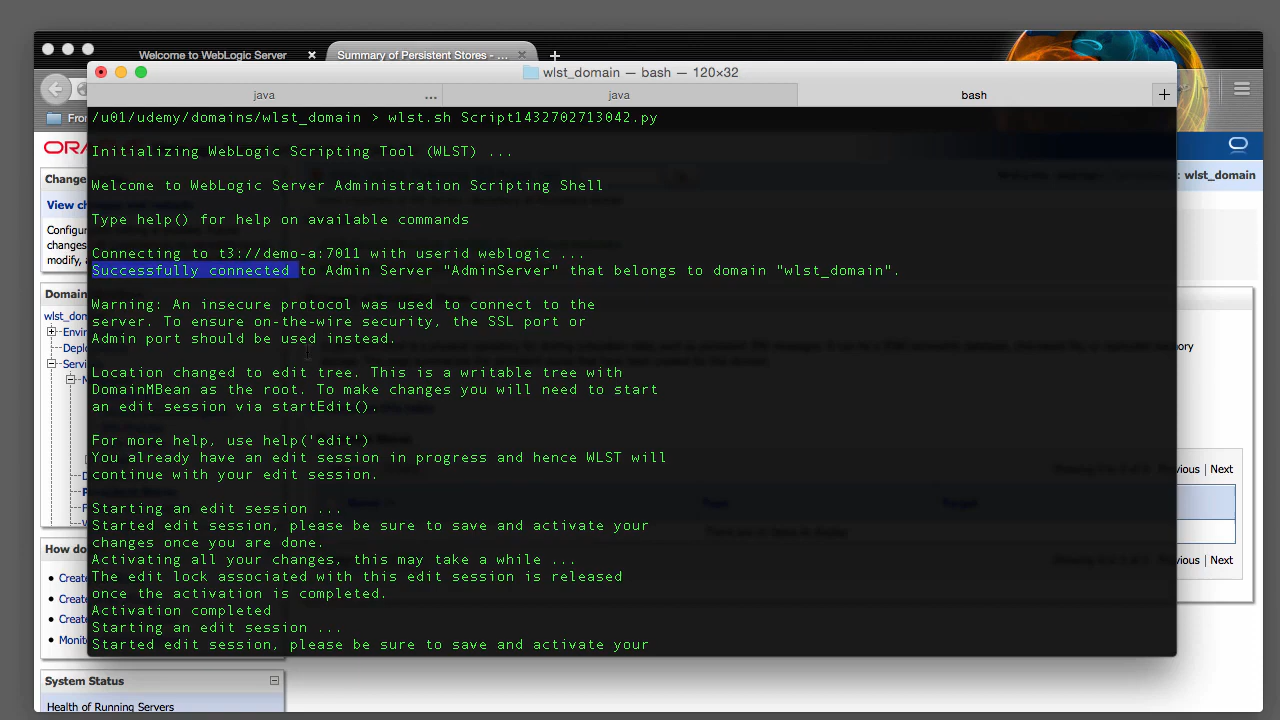 Welcome to WebLogic Server
Summary of Persistent Stores - ...
wlst_domain — bash — 120×32
java ...
java
bash
/u01/udemy/domains/wlst_domain > wlst.sh Script1432702713042.py
Initializing WebLogic Scripting Tool (WLST) ...
Welcome to WebLogic Server Administration Scripting Shell
Type help() for help on available commands
Connecting to t3://demo-a:7011 with userid weblogic ...
Successfully connected to Admin Server "AdminServer" that belongs to domain "wlst_domain".
Warning: An insecure protocol was used to connect to the
server. To ensure on-the-wire security, the SSL port or
Admin port should be used instead.
Location changed to edit tree. This is a writable tree with
DomainMBean as the root. To make changes you will need to start
an edit session via startEdit().
For more help, use help('edit')
You already have an edit session in progress and hence WLST will
continue with your edit session.
Starting an edit session ...
Started edit session, please be sure to save and activate your
changes once you are done.
Activating all your changes, this may take a while ...
The edit lock associated with this edit session is released
once the activation is completed.
Activation completed
Starting an edit session ...
Started edit session, please be sure to save and activate your
Fron
ORA
: wlst_domain
Change
View ch
Configu
changes
modify, a
Domain
wlst_do
Envir
Deplo
Servi
How do
Create
Create
Create
Monit
System Status
Health of Running Servers
ository
Previous | Next
Previous | Next